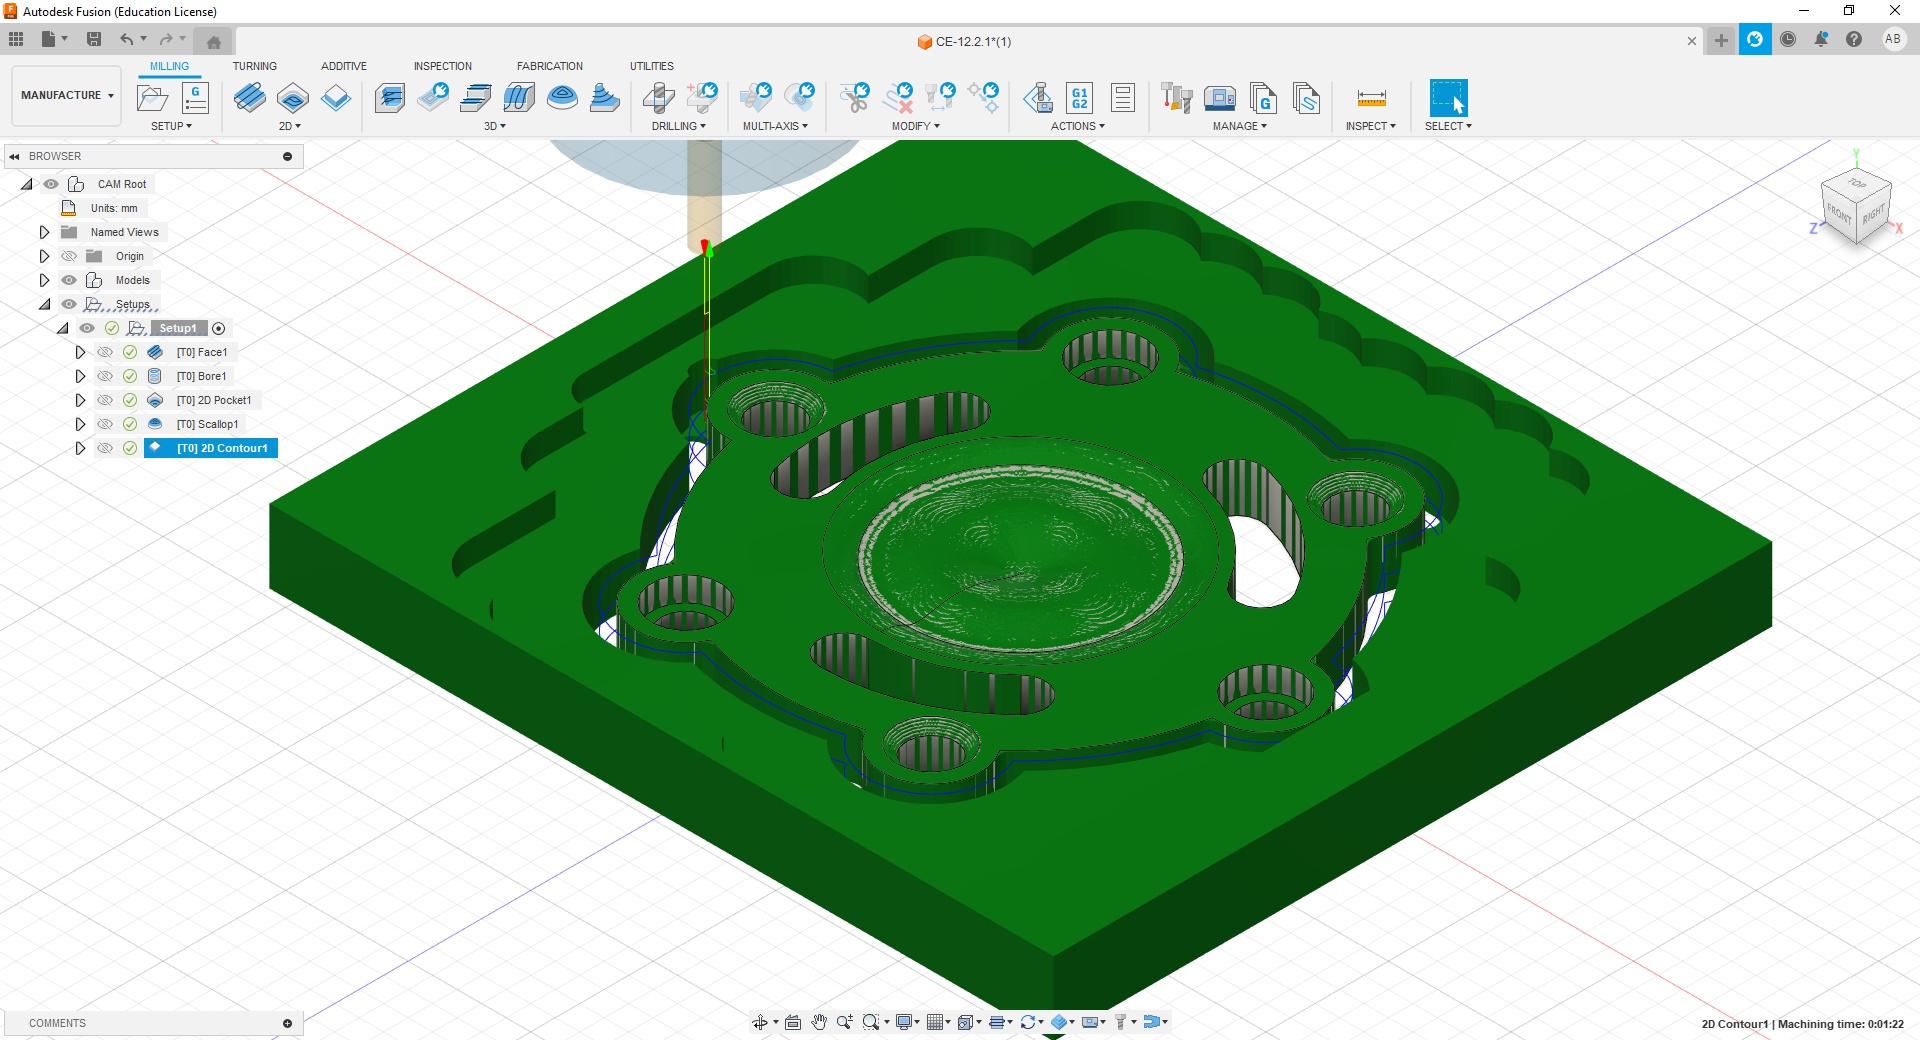 Autodesk Fusion (Education License)
CE-12.2.1*(1)
AB
MILLING TURNING ADDITIVE INSPECTION FABRICATION UTILITIES
MANUFACTURE
G
G1
G2
G
SETUP 2D 3D DRILLING MULTI-AXIS MODIFY ACTIONS MANAGE INSPECT SELECT
BROWSER
CAM Root
Units: mm
Named Views
Origin
Models
Setups
Setup1
[T0] Face1
[T0] Bore1
[T0] 2D Pocket1
[T0] Scallop1
[T0] 2D Contour1
Y
TOP
FRONT RIGHT
Z X
COMMENTS
2D Contour1 | Machining time: 0:01:22